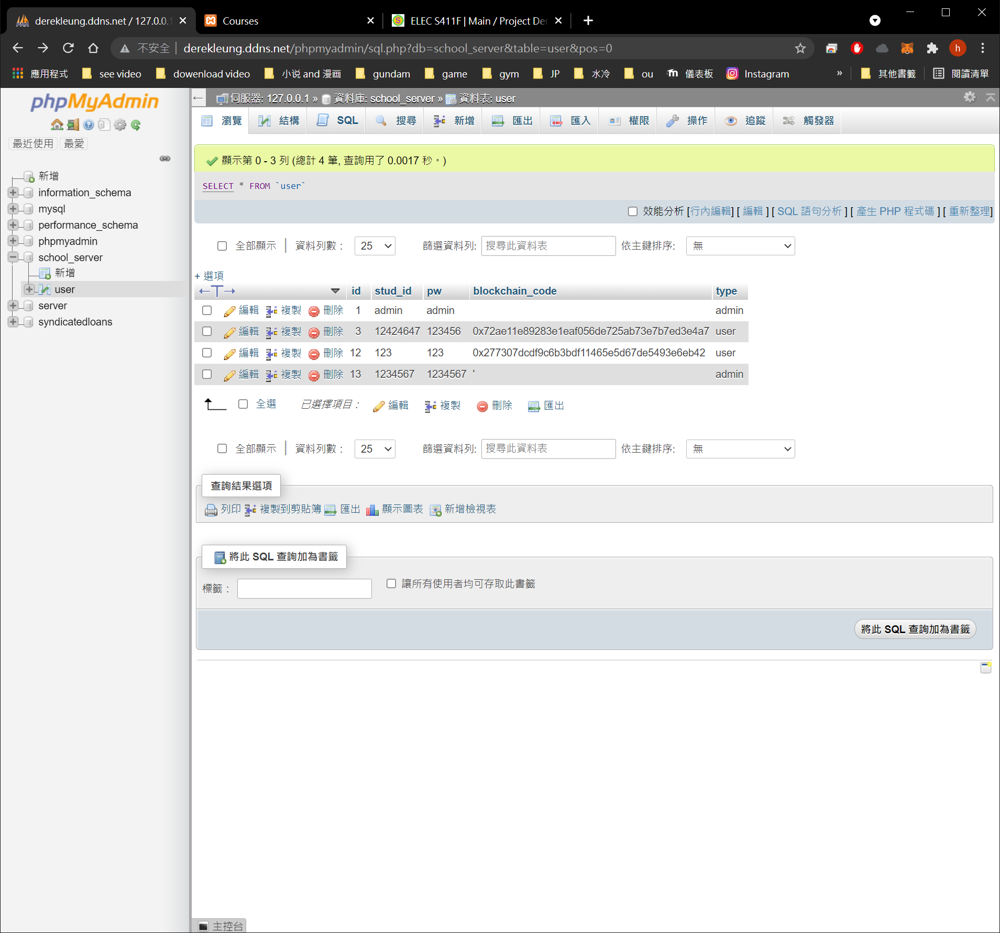 derekleung.ddns.net / 127.0.0.1
Courses
ELEC S411F | Main / Project Der
不安全
derekleung.ddns.net/phpmyadmin/sql.php?db=school_server&table=user&pos=0
h
應用程式
see video
dowenload video
小说 and 漫画
gundam
game
gym
JP
水冷
ou
儀表板
Instagram
»
其他書籤
閱讀清單
phpMyAdmin
最近使用
最愛
新增
information_schema
mysql
performance_schema
phpmyadmin
school_server
新增
user
server
syndicatedloans
伺服器: 127.0.0.1 » 資料庫: school_server » 資料表: user
瀏覽
結構
SQL
搜尋
新增
匯出
匯入
權限
操作
追蹤
觸發器
顯示第 0 - 3 列 (總計 4 筆, 查詢用了 0.0017 秒。)
SELECT * FROM `user`
效能分析 [行內編輯] [ 編輯 ] [ SQL 語句分析 ] [ 產生 PHP 程式碼 ] [ 重新整理]
全部顯示 | 資料列數： 25 篩選資料列: 搜尋此資料表 依主鍵排序: 無
+ 選項
←T→ id stud_id pw blockchain_code type
編輯 複製 刪除 1 admin admin admin
編輯 複製 刪除 3 12424647 123456 0x72ae11e89283e1eaf056de725ab73e7b7ed3e4a7 user
編輯 複製 刪除 12 123 123 0x277307dcdf9c6b3bdf11465e5d67de5493e6eb42 user
編輯 複製 刪除 13 1234567 1234567 ' admin
全選 已選擇項目： 編輯 複製 刪除 匯出
全部顯示 | 資料列數： 25 篩選資料列: 搜尋此資料表 依主鍵排序: 無
查詢結果選項
列印 複製到剪貼簿 匯出 顯示圖表 新增檢視表
將此 SQL 查詢加為書籤
標籤： 讓所有使用者均可存取此書籤
將此 SQL 查詢加為書籤
主控台